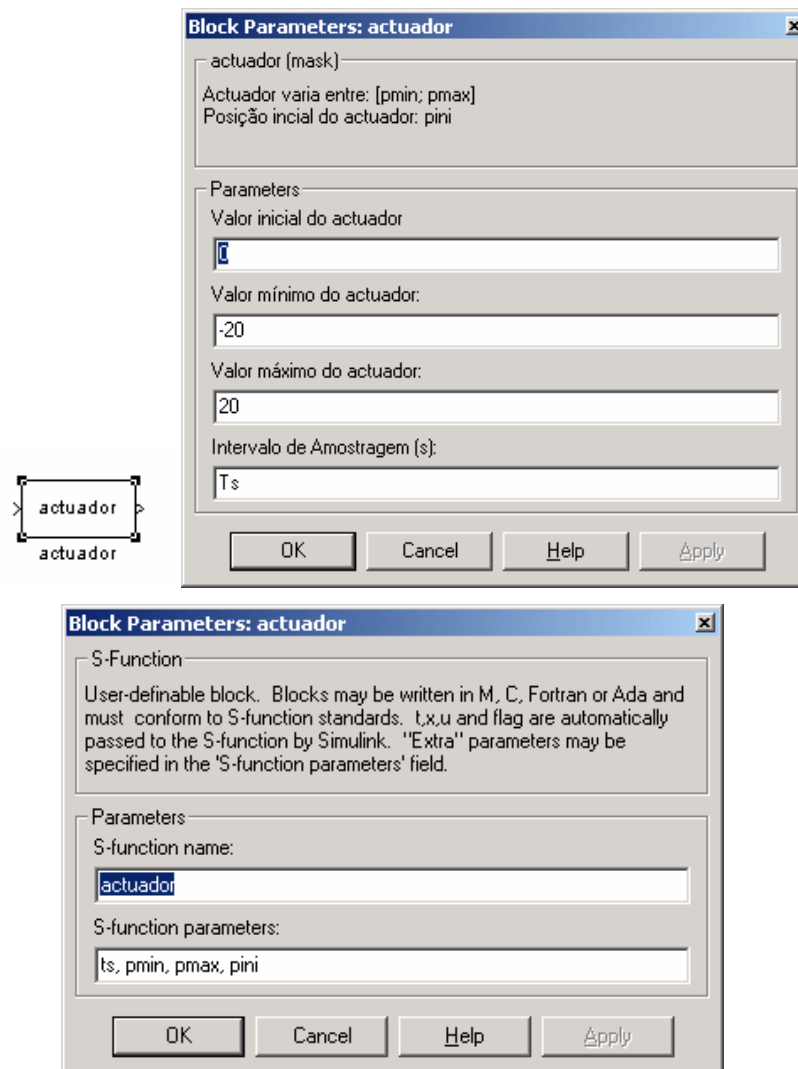 Block Parameters: actuador
actuador (mask)
Actuador varia entre: [pmin; pmax]
Posição incial do actuador: pini
Parameters
Valor inicial do actuador
0
Valor mínimo do actuador:
-20
Valor máximo do actuador:
20
Intervalo de Amostragem (s):
Ts
OK Cancel Help Apply
actuador
actuador
Block Parameters: actuador
S-Function
User-definable block. Blocks may be written in M, C, Fortran or Ada and
must conform to S-function standards. t,x,u and flag are automatically
passed to the S-function by Simulink. "Extra" parameters may be
specified in the 'S-function parameters' field.
Parameters
S-function name:
actuador
S-function parameters:
ts, pmin, pmax, pini
OK Cancel Help Apply